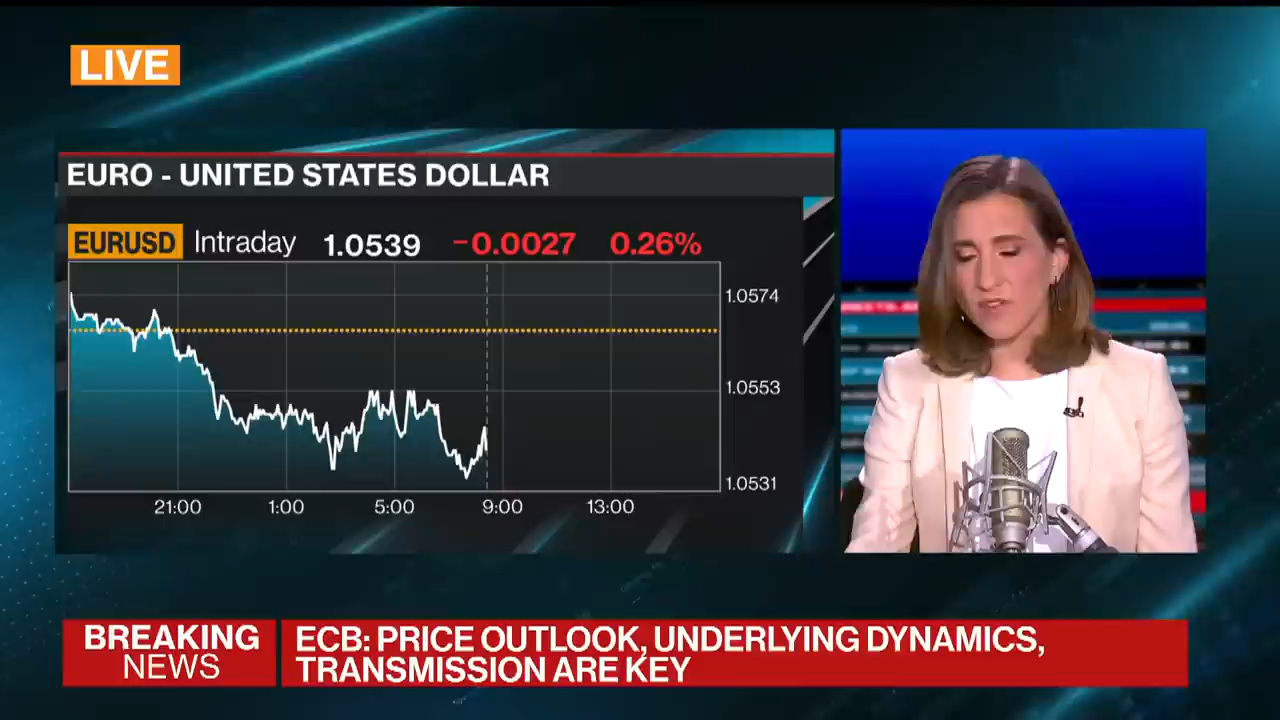 LIVE
EURO - UNITED STATES DOLLAR
EURUSD Intraday 1.0539 -0.0027 0.26%
1.0574
1.0553
1.0531
21:00 1:00 5:00 9:00 13:00
BREAKING
NEWS
ECB: PRICE OUTLOOK, UNDERLYING DYNAMICS,
TRANSMISSION ARE KEY